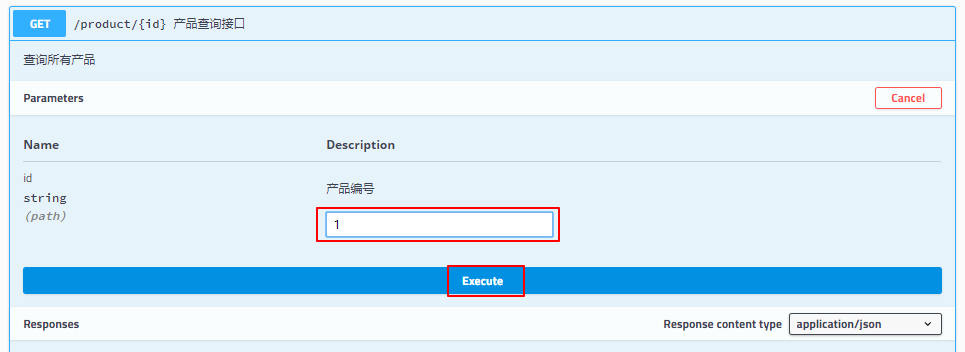 GET /product/{id} 产品查询接口
查询所有产品
Parameters Cancel
Name Description
id
string
(path)
产品编号
1
Execute
Responses Response content type application/json